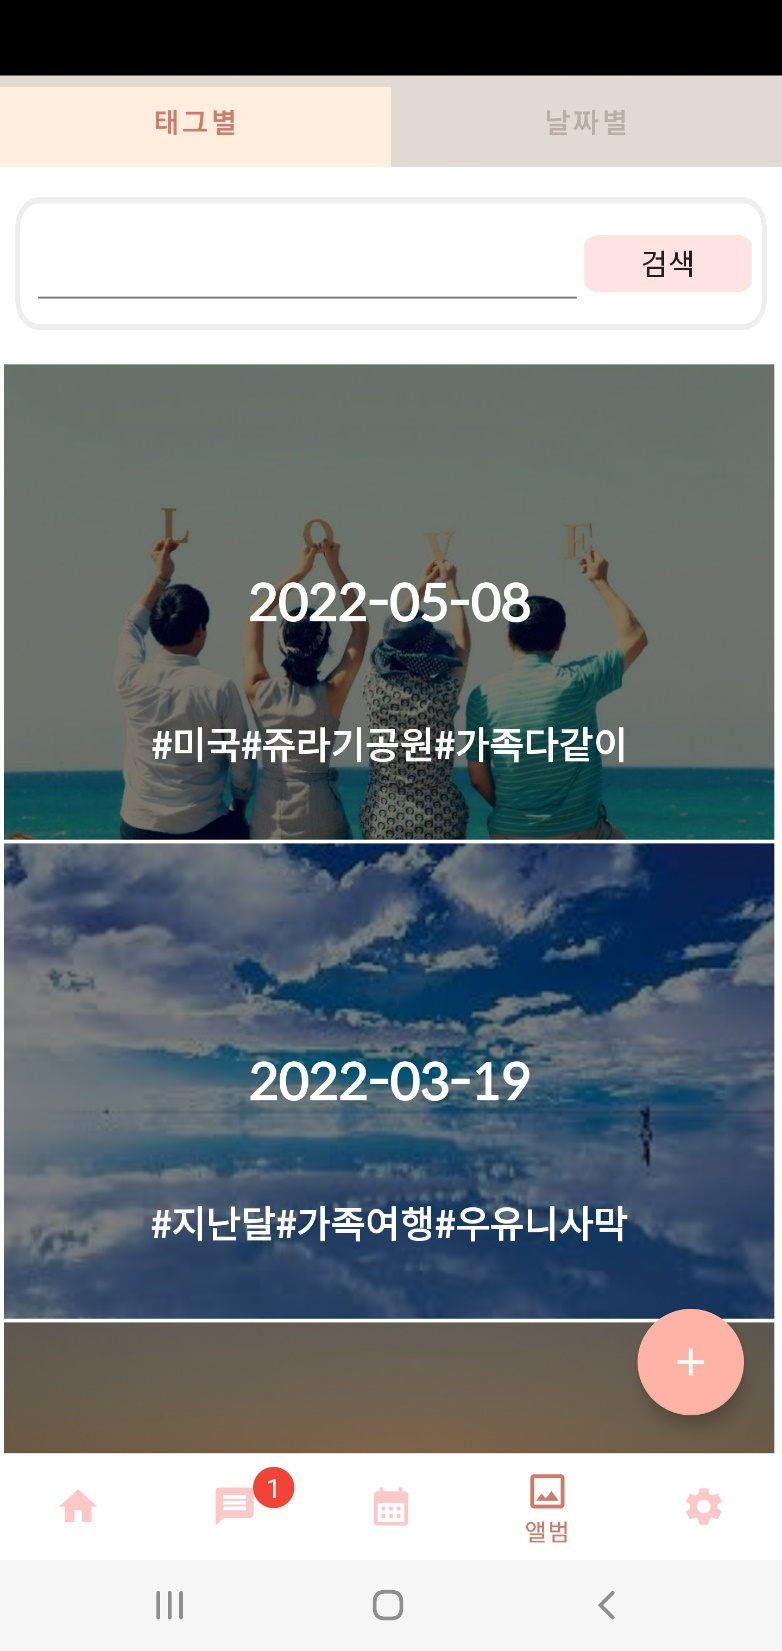 태그별
날짜별
검색
L O V E
2022-05-08
#미국#쥬라기공원#가족다같이
2022-03-19
#지난달#가족여행#우유니사막
+
1
앨범